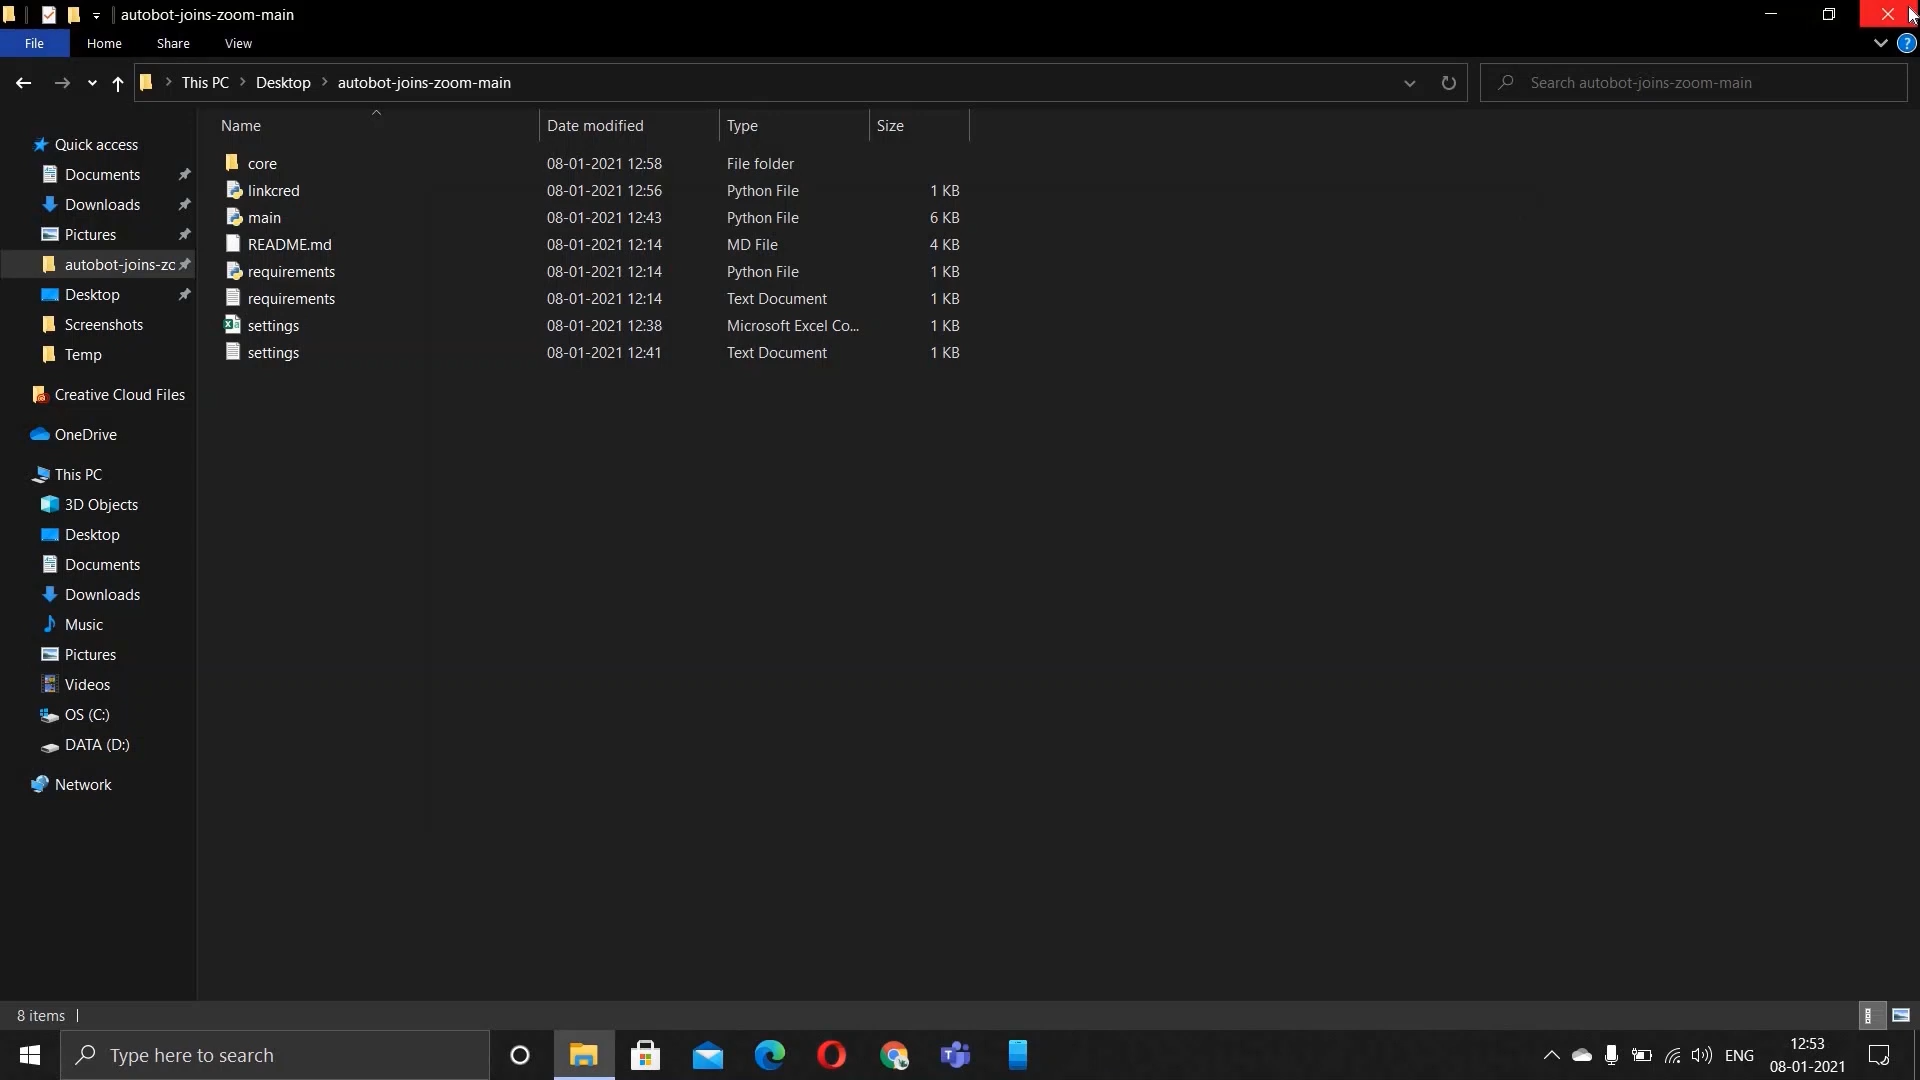 autobot-joins-zoom-main
File Home Share View
This PC Desktop autobot-joins-zoom-main Search autobot-joins-zoom-main
Name Date modified Type Size
core 08-01-2021 12:58 File folder
linkcred 08-01-2021 12:56 Python File 1 KB
main 08-01-2021 12:43 Python File 6 KB
README.md 08-01-2021 12:14 MD File 4 KB
requirements 08-01-2021 12:14 Python File 1 KB
requirements 08-01-2021 12:14 Text Document 1 KB
settings 08-01-2021 12:38 Microsoft Excel Co... 1 KB
settings 08-01-2021 12:41 Text Document 1 KB
Quick access
Documents
Downloads
Pictures
autobot-joins-zc
Desktop
Screenshots
Temp
Creative Cloud Files
OneDrive
This PC
3D Objects
Desktop
Documents
Downloads
Music
Pictures
Videos
OS (C:)
DATA (D:)
Network
8 items
Type here to search
ENG
12:53
08-01-2021